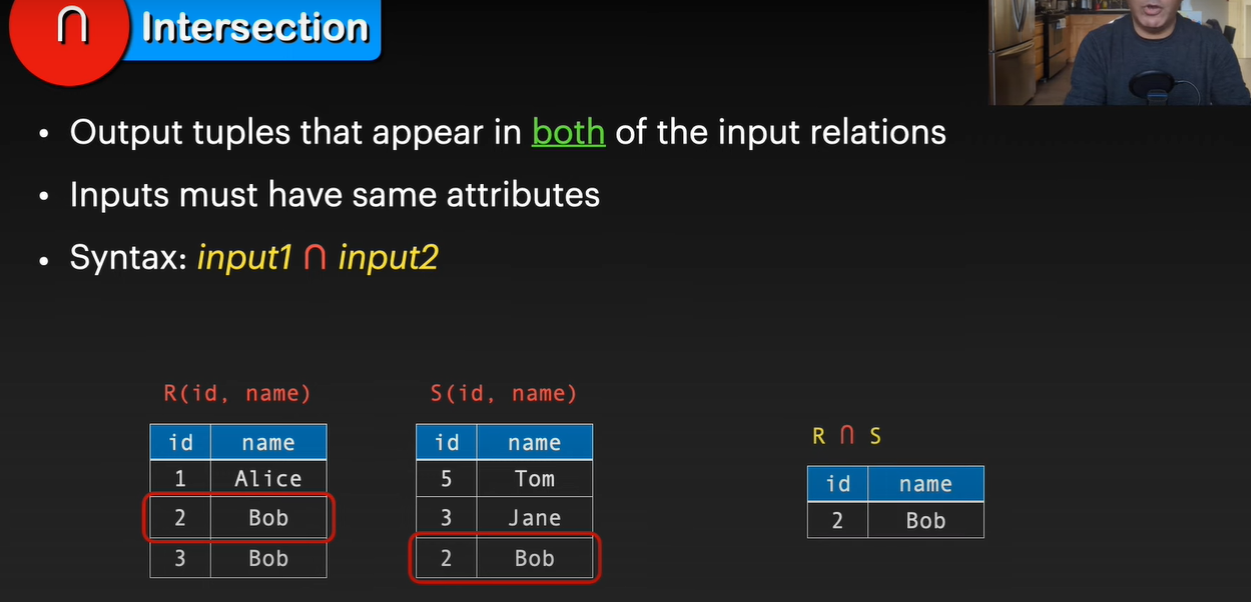 ∩ Intersection
• Output tuples that appear in both of the input relations
• Inputs must have same attributes
• Syntax: input1 ∩ input2
R(id, name)
id name
1 Alice
2 Bob
3 Bob
S(id, name)
id name
5 Tom
3 Jane
2 Bob
R ∩ S
id name
2 Bob